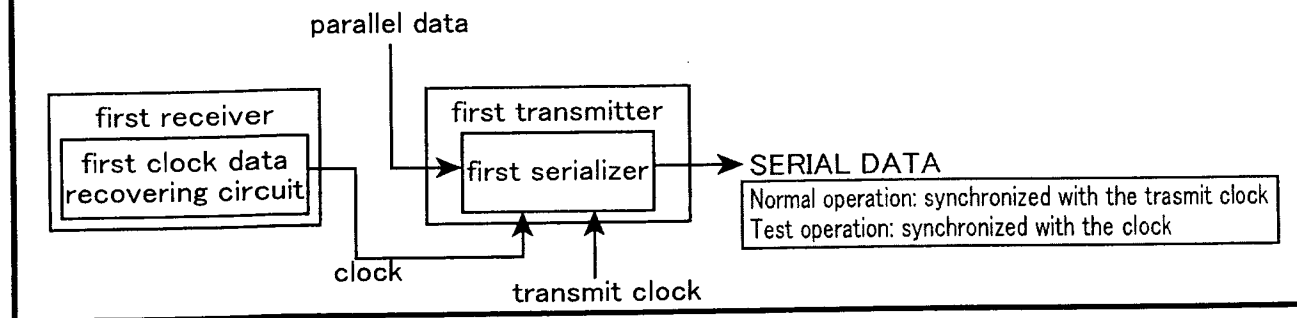 parallel data
first receiver
first clock data
recovering circuit
first transmitter
first serializer
SERIAL DATA
Normal operation: synchronized with the trasmit clock
Test operation: synchronized with the clock
clock
transmit clock